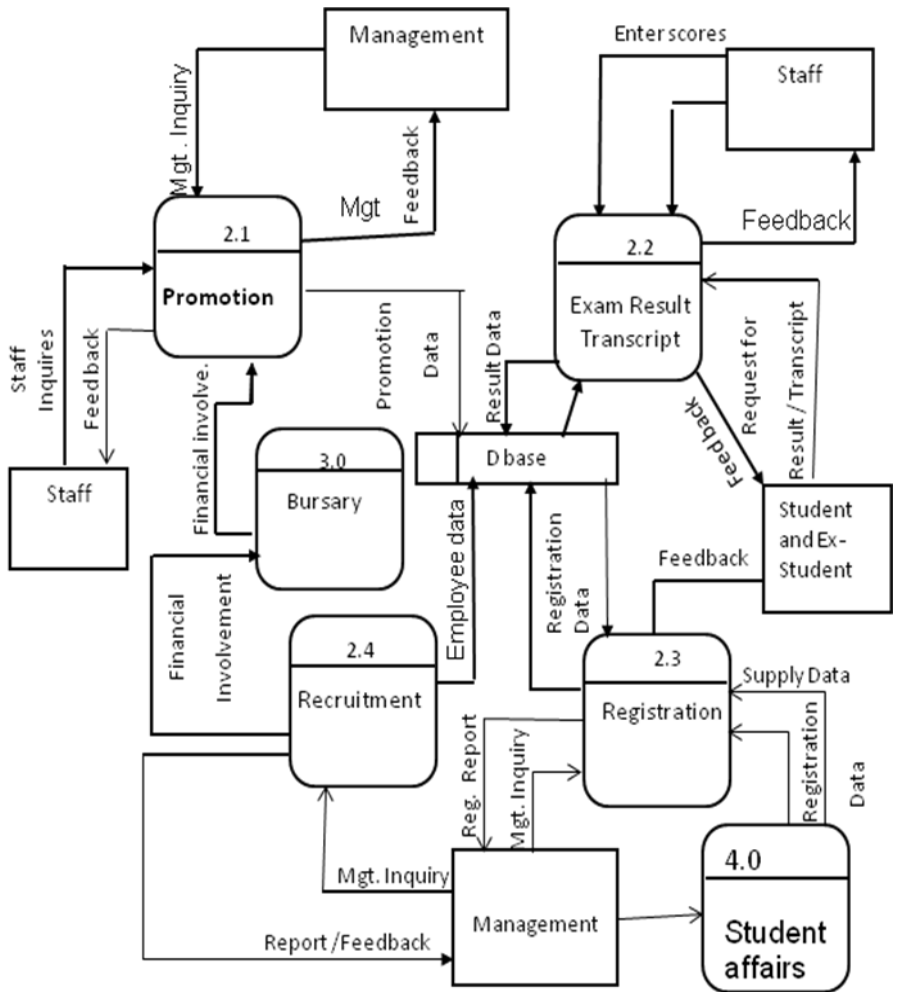 Management
Enter scores
Staff
Mgt . Inquiry
Feedback
Mgt
Feedback
2.1
Promotion
2.2
Exam Result
Transcript
Staff
Inquires
Feedback
Financial involve.
Promotion
Data
Result Data
Request for
Result / Transcript
Feedback
D base
Staff
3.0
Bursary
Student
and Ex-
Student
Employee data
Registration
Data
Feedback
Financial
Involvement
2.4
Recruitment
2.3
Registration
Supply Data
Registration
Data
Reg. Report
Mgt. Inquiry
4.0
Student
affairs
Mgt. Inquiry
Management
Report /Feedback